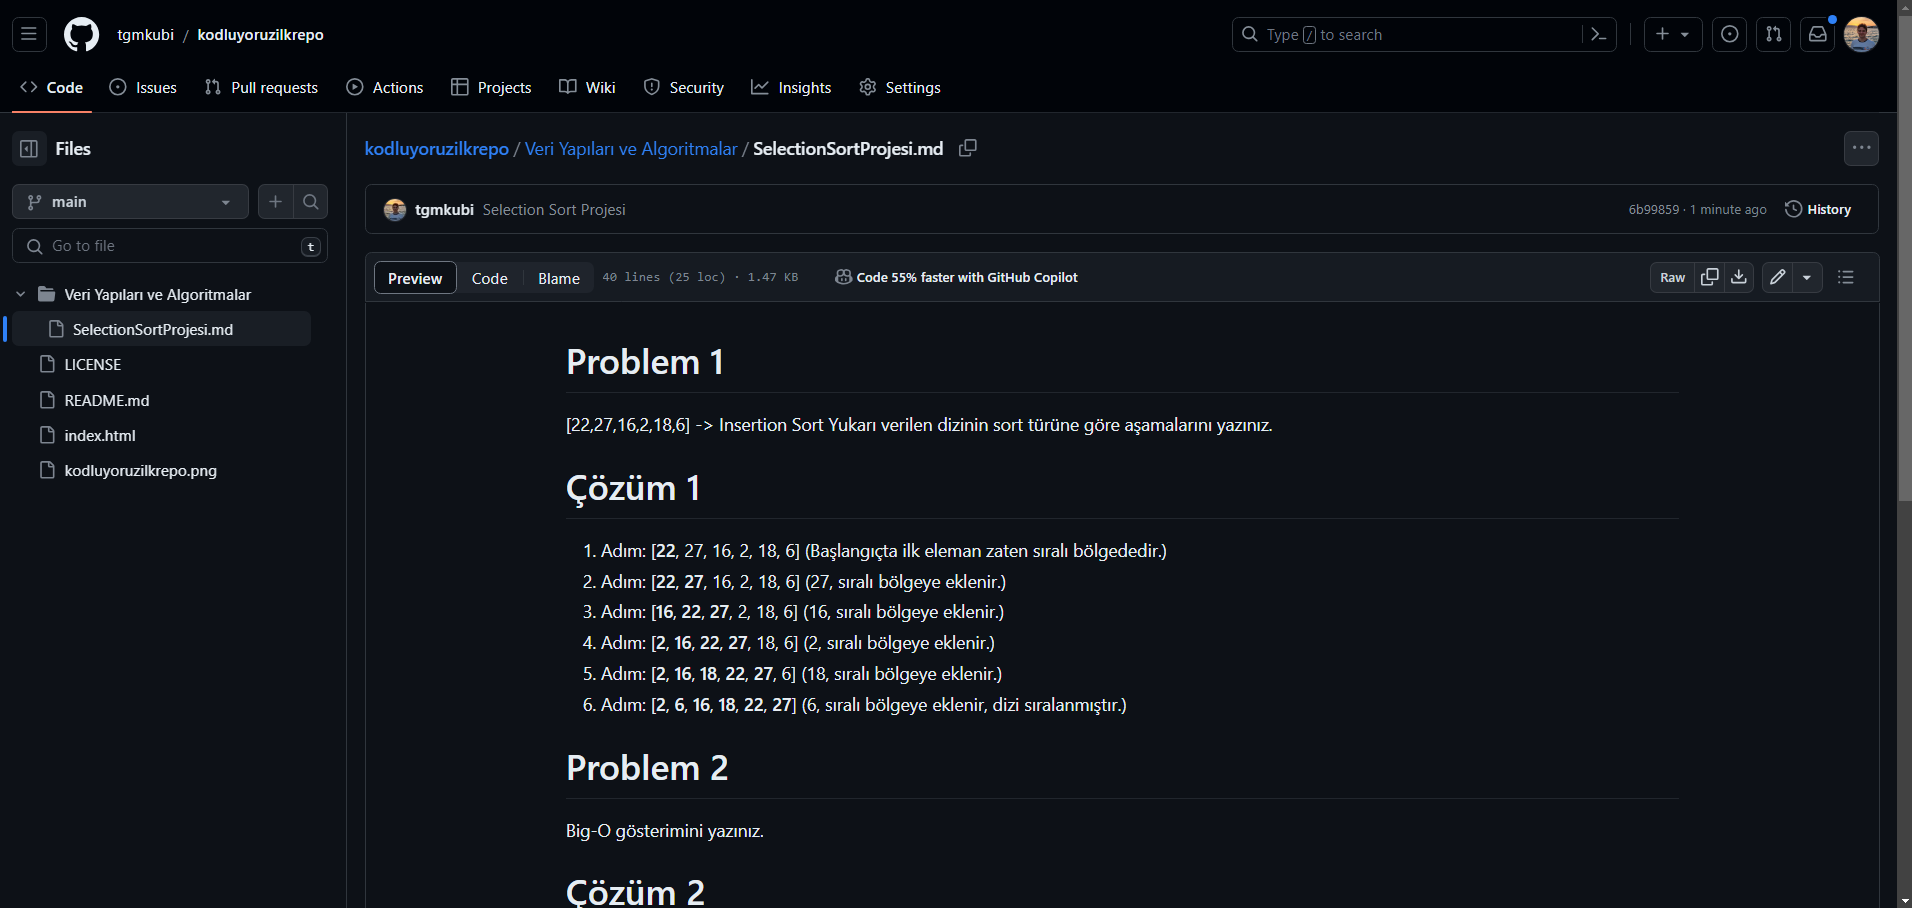 tgmkubi / kodluyoruzilkrepo
Type / to search
Code Issues Pull requests Actions Projects Wiki Security Insights Settings
Files
main
Go to file t
Veri Yapıları ve Algoritmalar
SelectionSortProjesi.md
LICENSE
README.md
index.html
kodluyoruzilkrepo.png
kodluyoruzilkrepo / Veri Yapıları ve Algoritmalar / SelectionSortProjesi.md
tgmkubi Selection Sort Projesi
6b99859 · 1 minute ago History
Preview Code Blame 40 lines (25 loc) · 1.47 KB Code 55% faster with GitHub Copilot
Raw
Problem 1
[22,27,16,2,18,6] -> Insertion Sort Yukarı verilen dizinin sort türüne göre aşamalarını yazınız.
Çözüm 1
1. Adım: [22, 27, 16, 2, 18, 6] (Başlangıçta ilk eleman zaten sıralı bölgededir.)
2. Adım: [22, 27, 16, 2, 18, 6] (27, sıralı bölgeye eklenir.)
3. Adım: [16, 22, 27, 2, 18, 6] (16, sıralı bölgeye eklenir.)
4. Adım: [2, 16, 22, 27, 18, 6] (2, sıralı bölgeye eklenir.)
5. Adım: [2, 16, 18, 22, 27, 6] (18, sıralı bölgeye eklenir.)
6. Adım: [2, 6, 16, 18, 22, 27] (6, sıralı bölgeye eklenir, dizi sıralanmıştır.)
Problem 2
Big-O gösterimini yazınız.
Çözüm 2